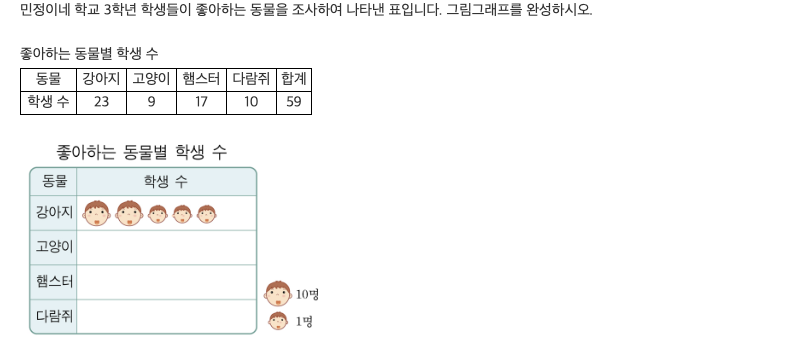 민정이네 학교 3학년 학생들이 좋아하는 동물을 조사하여 나타낸 표입니다. 그림그래프를 완성하시오.
좋아하는 동물별 학생 수
동물 강아지 고양이 햄스터 다람쥐 합계
학생 수 23 9 17 10 59
좋아하는 동물별 학생 수
동물 학생 수
강아지
고양이
햄스터
10명
다람쥐
1명